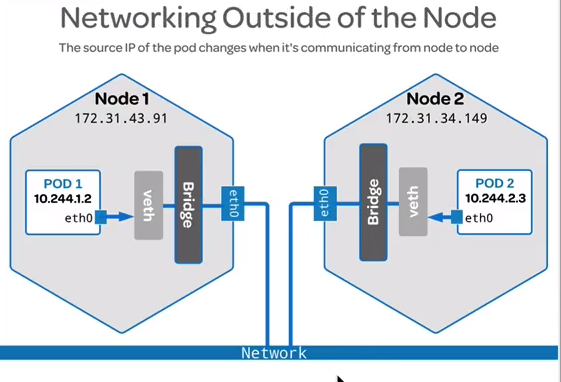 Networking Outside of the Node
The source IP of the pod changes when it's communicating from node to node
Node 1
172.31.43.91
POD 1
10.244.1.2
eth0
veth
Bridge
eth0
Node 2
172.31.34.149
eth0
Bridge
veth
POD 2
10.244.2.3
eth0
Network